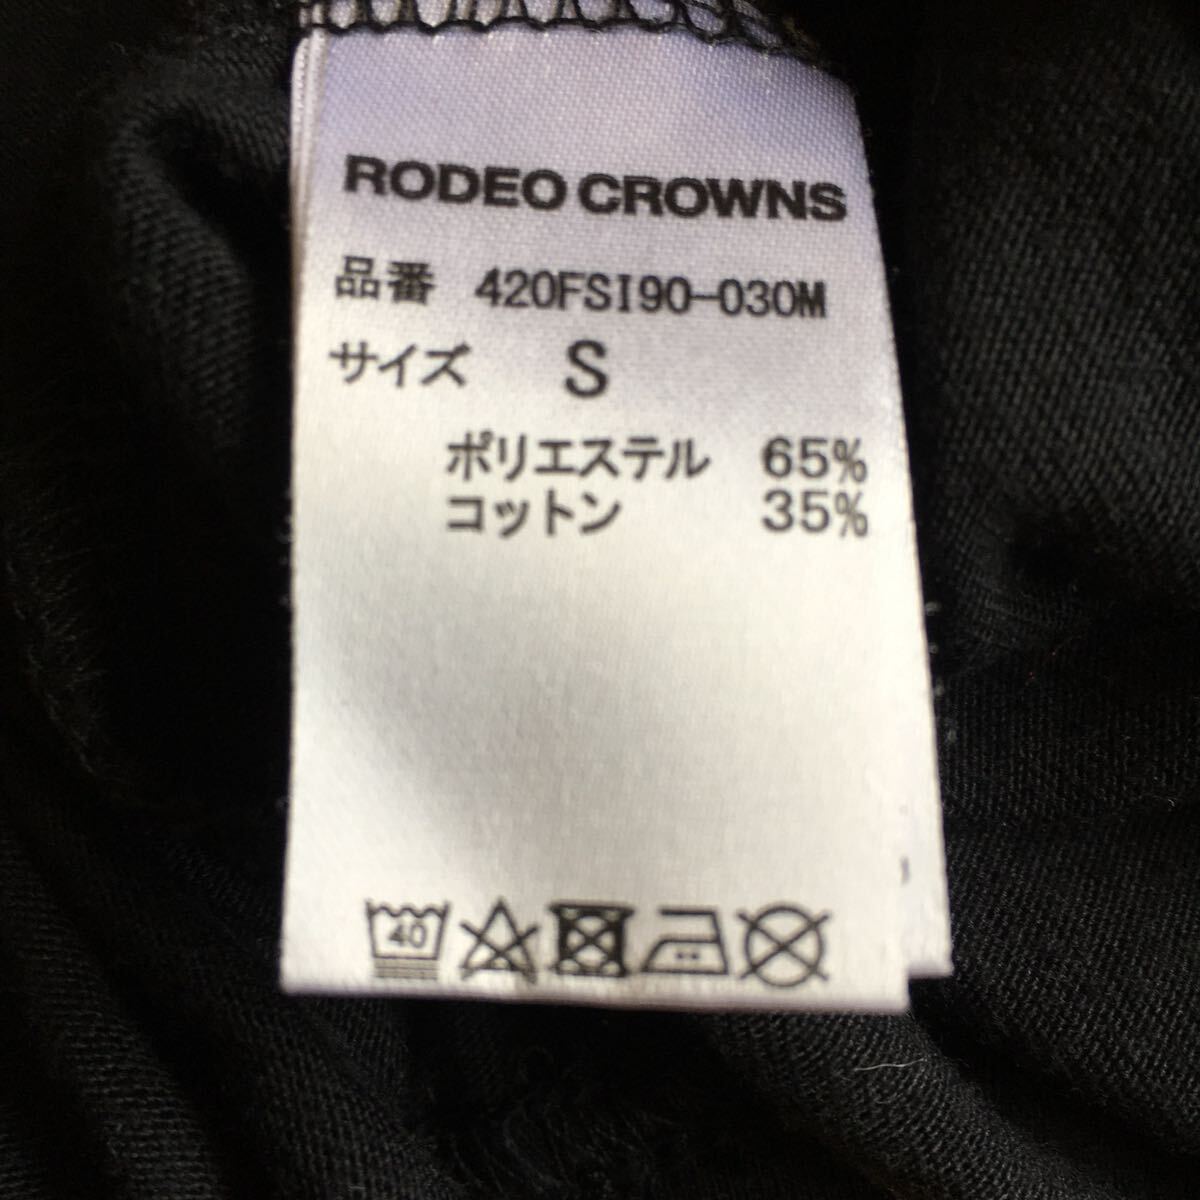 RODEO CROWNS
品番 420FSI90-030M
サイズ S
ポリエステル 65%
コットン 35%
40